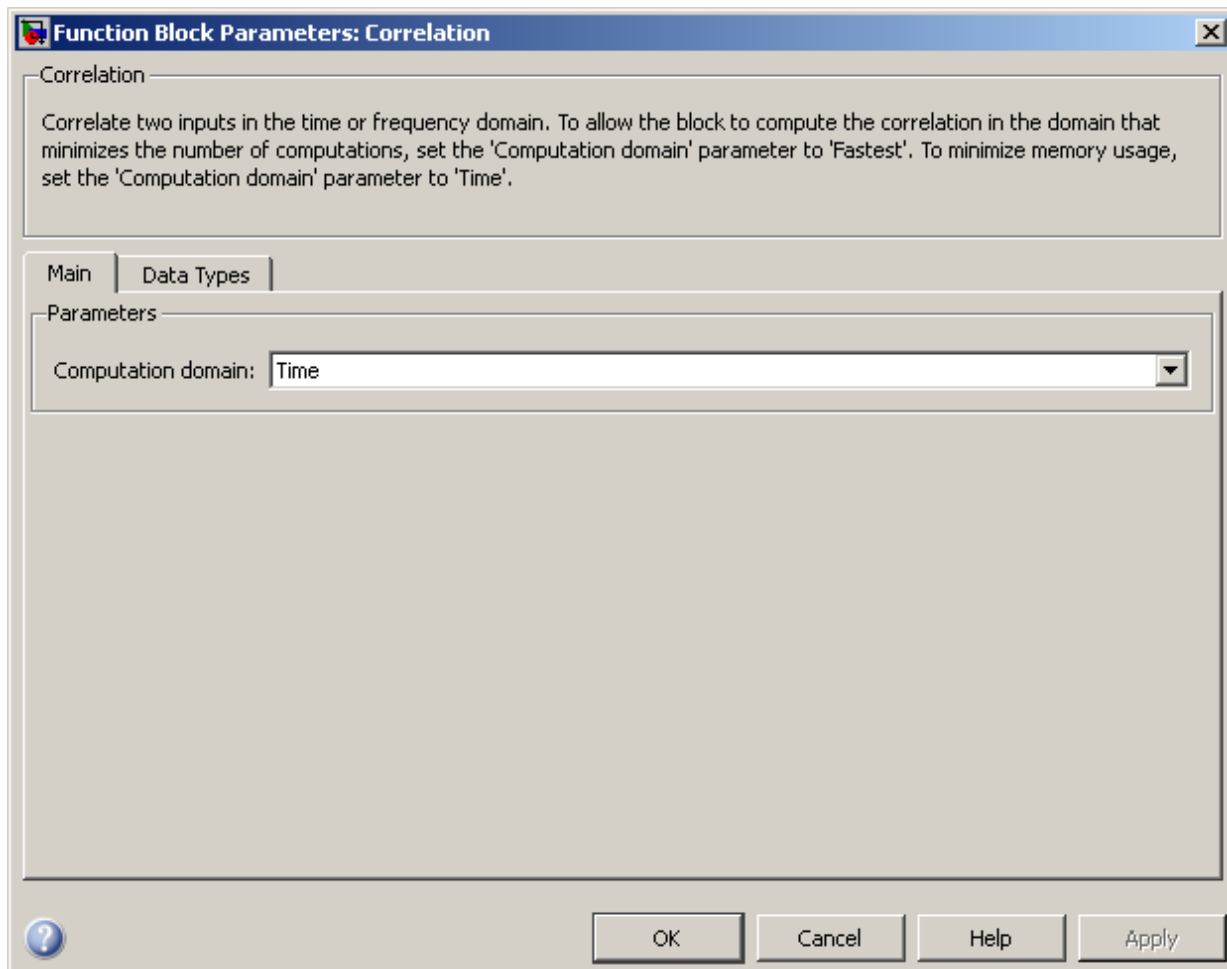 Function Block Parameters: Correlation
Correlation
Correlate two inputs in the time or frequency domain. To allow the block to compute the correlation in the domain that
minimizes the number of computations, set the 'Computation domain' parameter to 'Fastest'. To minimize memory usage,
set the 'Computation domain' parameter to 'Time'.
Main Data Types
Parameters
Computation domain: Time
? OK Cancel Help Apply